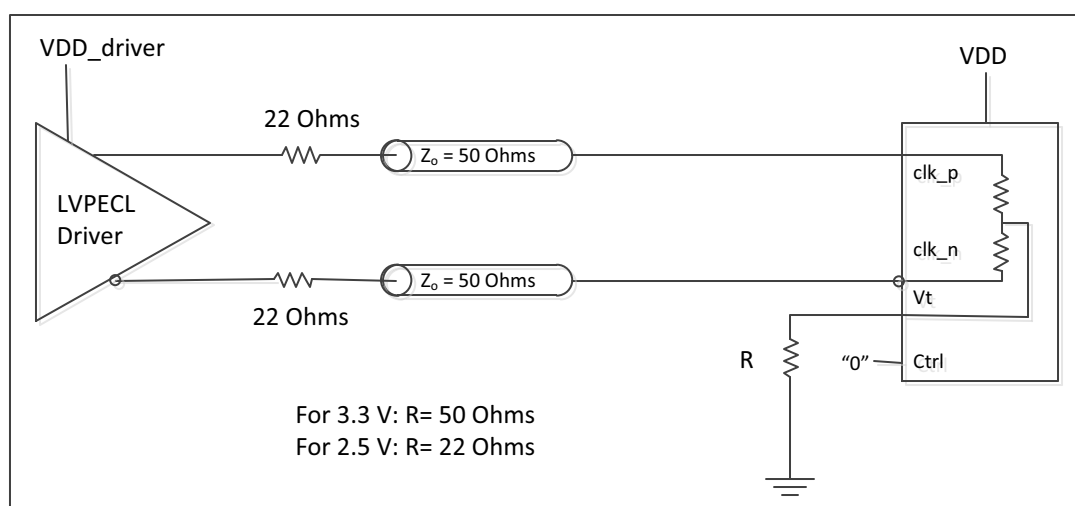 VDD_driver
VDD
22 Ohms
Zₒ = 50 Ohms
clk_p
LVPECL
Driver
clk_n
Zₒ = 50 Ohms
22 Ohms
Vt
R
“0”
Ctrl
For 3.3 V: R= 50 Ohms
For 2.5 V: R= 22 Ohms